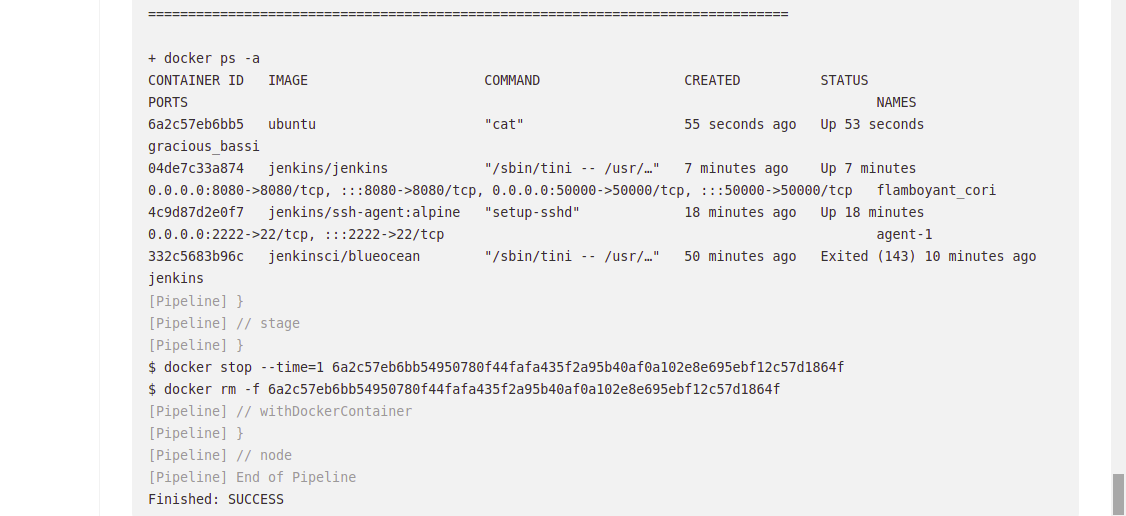 ================================================================================
+ docker ps -a
CONTAINER ID   IMAGE                      COMMAND                  CREATED          STATUS
PORTS                                                                                      NAMES
6a2c57eb6bb5   ubuntu                     "cat"                    55 seconds ago   Up 53 seconds
gracious_bassi
04de7c33a874   jenkins/jenkins            "/sbin/tini -- /usr/…"   7 minutes ago    Up 7 minutes
0.0.0.0:8080->8080/tcp, :::8080->8080/tcp, 0.0.0.0:50000->50000/tcp, :::50000->50000/tcp   flamboyant_cori
4c9d87d2e0f7   jenkins/ssh-agent:alpine   "setup-sshd"             18 minutes ago   Up 18 minutes
0.0.0.0:2222->22/tcp, :::2222->22/tcp                                                      agent-1
332c5683b96c   jenkinsci/blueocean        "/sbin/tini -- /usr/…"   50 minutes ago   Exited (143) 10 minutes ago
jenkins
[Pipeline] }
[Pipeline] // stage
[Pipeline] }
$ docker stop --time=1 6a2c57eb6bb54950780f44fafa435f2a95b40af0a102e8e695ebf12c57d1864f
$ docker rm -f 6a2c57eb6bb54950780f44fafa435f2a95b40af0a102e8e695ebf12c57d1864f
[Pipeline] // withDockerContainer
[Pipeline] }
[Pipeline] // node
[Pipeline] End of Pipeline
Finished: SUCCESS